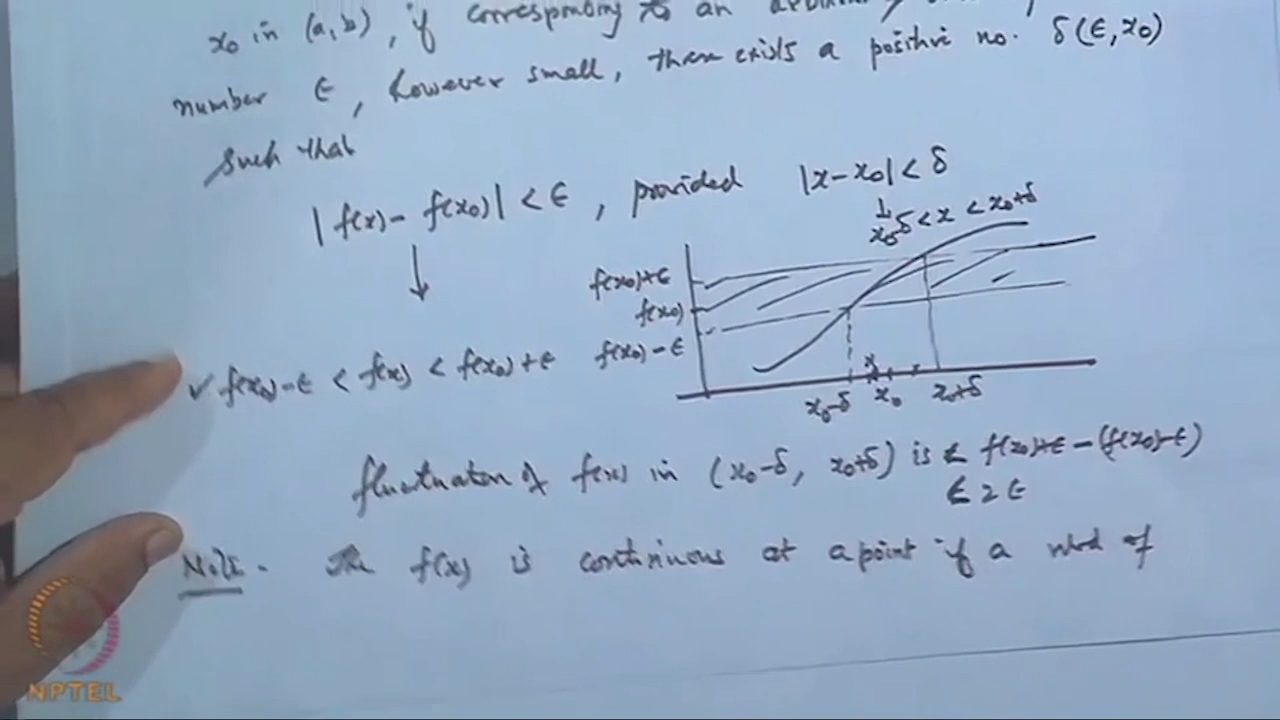 x₀ in (a, b), if corresponding to an
number ε, however small, there exists a positive no. δ(ε, x₀)
such that
|f(x) - f(x₀)| < ε, provided |x - x₀| < δ
↓
x₀-δ < x < x₀+δ
f(x₀)+ε
f(x₀)
f(x₀)-ε
x
x₀-δ x₀ x₀+δ
✓ f(x₀)-ε < f(x) < f(x₀)+ε
fluctuation of f(x) in (x₀-δ, x₀+δ) is < f(x₀)+ε - (f(x₀)-ε)
< 2ε
Note. The f(x) is continuous at a point if a nbd of
NPTEL